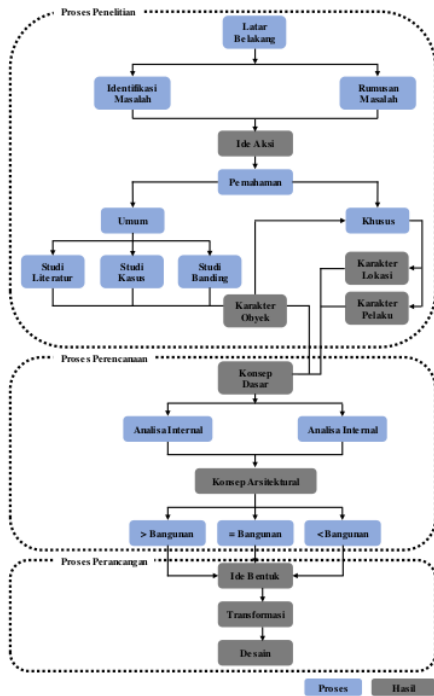 Proses Penelitian
Latar
Belakang
Identifikasi
Masalah
Rumusan
Masalah
Ide Aksi
Pemahaman
Umum
Khusus
Studi
Literatur
Studi
Kasus
Studi
Banding
Karakter
Lokasi
Karakter
Obyek
Karakter
Pelaku
Proses Perencanaan
Konsep
Dasar
Analisa Internal
Analisa Internal
Konsep Arsitektural
> Bangunan
= Bangunan
< Bangunan
Proses Perancangan
Ide Bentuk
Transformasi
Desain
Proses
Hasil